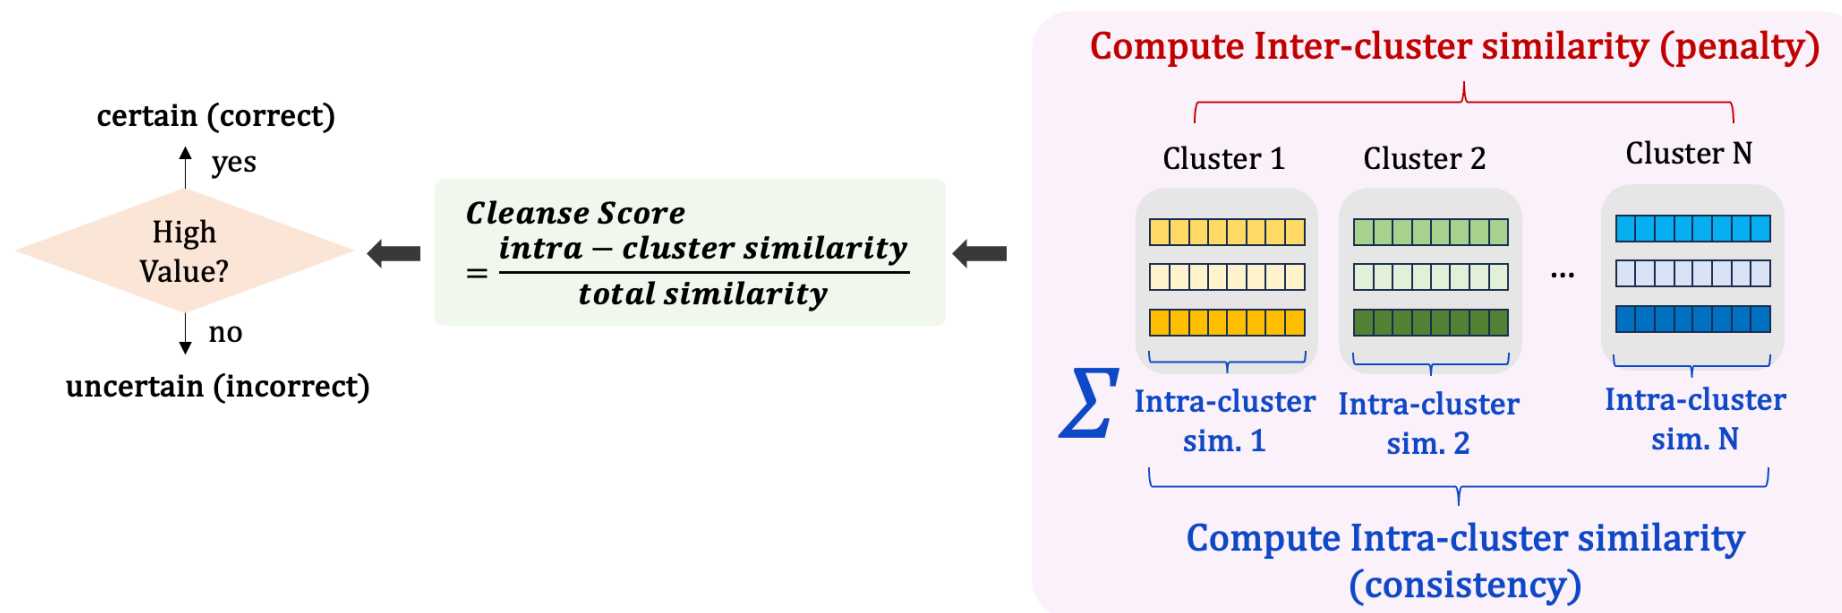 Compute Inter-cluster similarity (penalty)
certain (correct)
yes
High
Value?
no
uncertain (incorrect)
Cleanse Score
= intra − cluster similarity / total similarity
Cluster 1
Cluster 2
Cluster N
...
Σ
Intra-cluster
sim. 1
Intra-cluster
sim. 2
Intra-cluster
sim. N
Compute Intra-cluster similarity
(consistency)